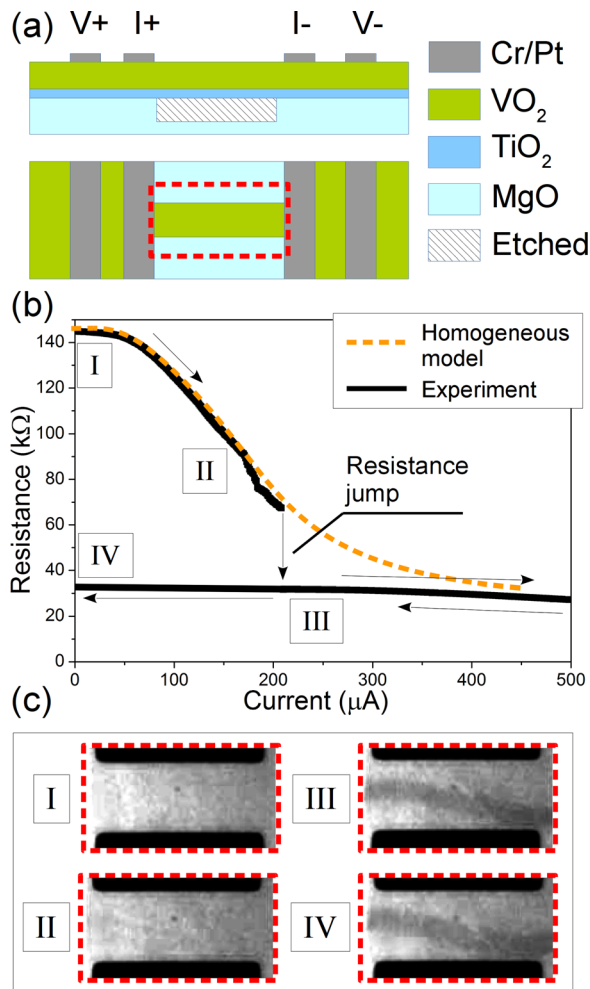 (a)
V+ I+ I- V-
Cr/Pt
VO₂
TiO₂
MgO
Etched
(b)
Resistance (kΩ)
140
120
100
80
60
40
20
0
I
II
IV
III
Homogeneous
model
Experiment
Resistance
jump
0 100 200 300 400 500
Current (μA)
(c)
I
III
II
IV